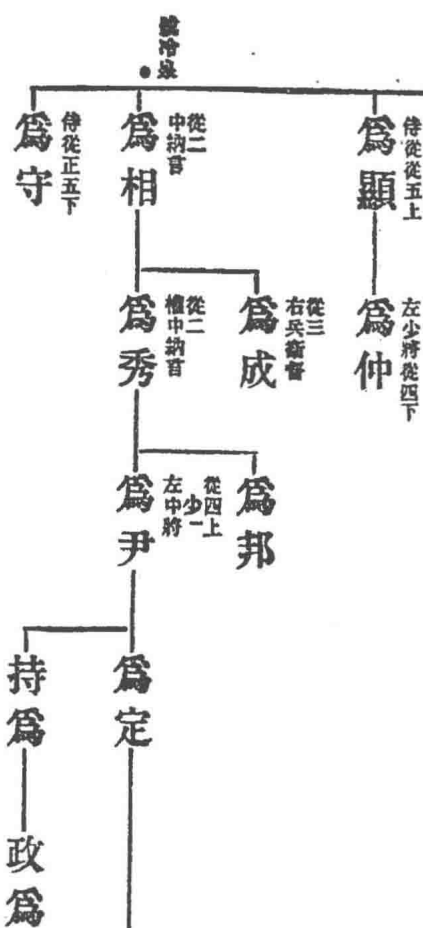 號冷泉
爲顯
侍從從五上
爲仲
左少將從四下
爲相
從二
中納言
爲守
侍從正五下
爲成
從三
右兵衞督
爲秀
從二
權中納言
爲邦
爲尹
從四上
少一
左中將
爲定
持爲
政爲